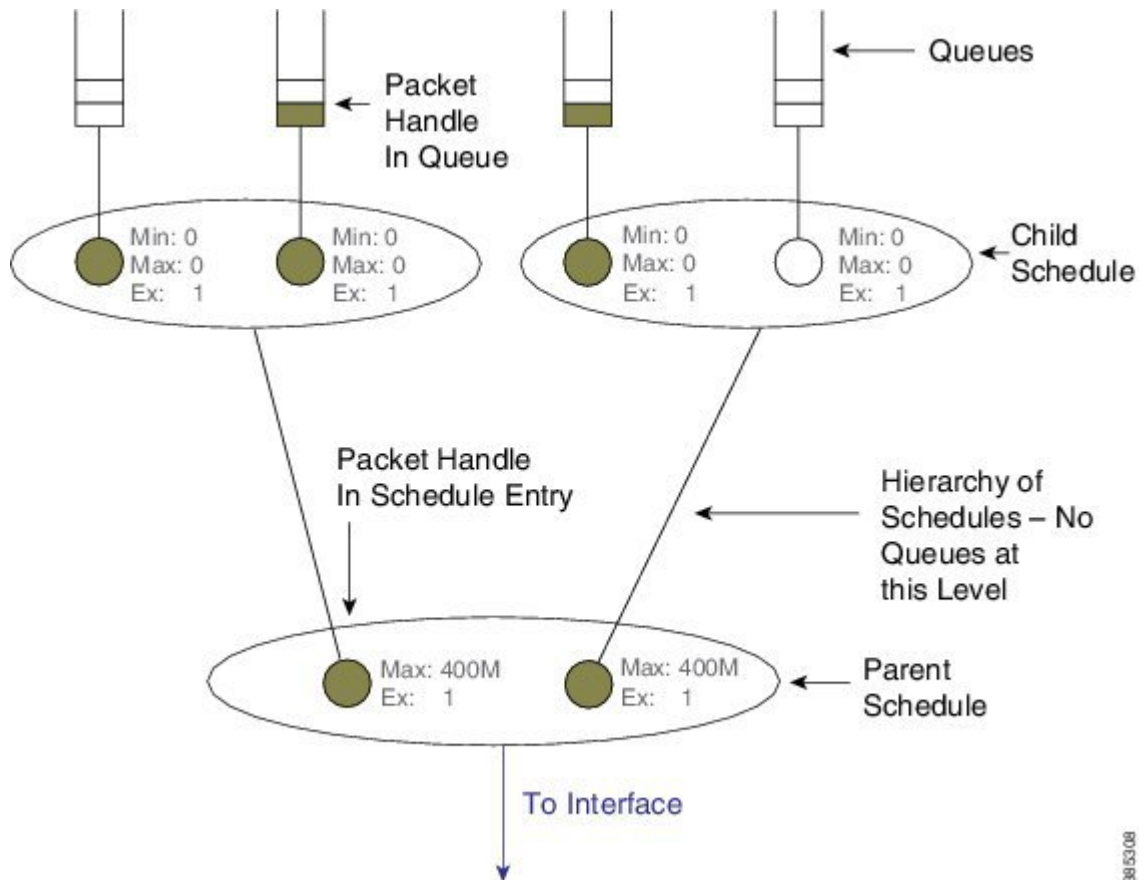 Queues
Packet
Handle
In Queue
Min: 0
Max: 0
Ex: 1
Min: 0
Max: 0
Ex: 1
Min: 0
Max: 0
Ex: 1
Min: 0
Max: 0
Ex: 1
Child
Schedule
Packet Handle
In Schedule Entry
Hierarchy of
Schedules – No
Queues at
this Level
Max: 400M
Ex: 1
Max: 400M
Ex: 1
Parent
Schedule
To Interface
385308